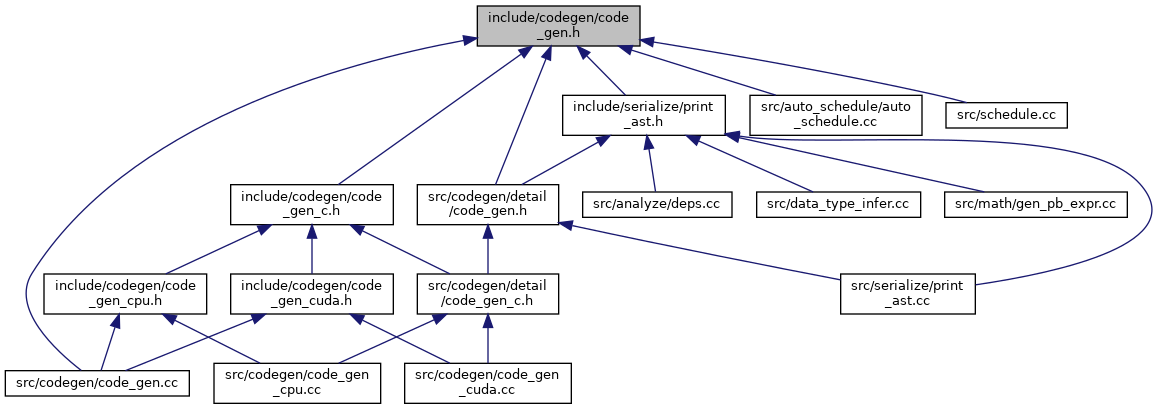 include/codegen/code
_gen.h
include/serialize/print
_ast.h
src/auto_schedule/auto
_schedule.cc
src/schedule.cc
include/codegen/code
_gen_c.h
src/codegen/detail
/code_gen.h
src/analyze/deps.cc
src/data_type_infer.cc
src/math/gen_pb_expr.cc
include/codegen/code
_gen_cpu.h
include/codegen/code
_gen_cuda.h
src/codegen/detail
/code_gen_c.h
src/serialize/print
_ast.cc
src/codegen/code_gen.cc
src/codegen/code_gen
_cpu.cc
src/codegen/code_gen
_cuda.cc